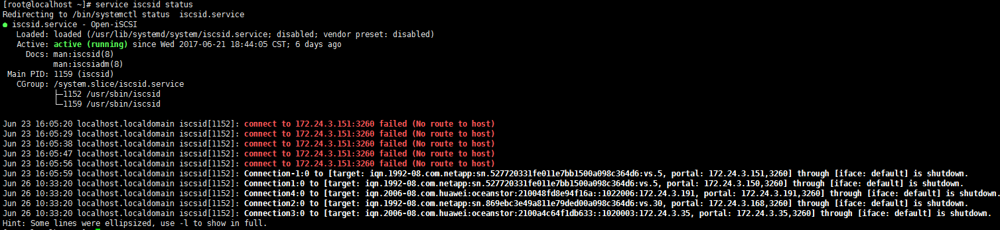 [root@localhost ~]# service iscsid status
Redirecting to /bin/systemctl status  iscsid.service
● iscsid.service - Open-iSCSI
   Loaded: loaded (/usr/lib/systemd/system/iscsid.service; disabled; vendor preset: disabled)
   Active: active (running) since Wed 2017-06-21 18:44:05 CST; 6 days ago
     Docs: man:iscsid(8)
           man:iscsiadm(8)
 Main PID: 1159 (iscsid)
   CGroup: /system.slice/iscsid.service
           ├─1152 /usr/sbin/iscsid
           └─1159 /usr/sbin/iscsid
Jun 23 16:05:20 localhost.localdomain iscsid[1152]: connect to 172.24.3.151:3260 failed (No route to host)
Jun 23 16:05:29 localhost.localdomain iscsid[1152]: connect to 172.24.3.151:3260 failed (No route to host)
Jun 23 16:05:38 localhost.localdomain iscsid[1152]: connect to 172.24.3.151:3260 failed (No route to host)
Jun 23 16:05:47 localhost.localdomain iscsid[1152]: connect to 172.24.3.151:3260 failed (No route to host)
Jun 23 16:05:56 localhost.localdomain iscsid[1152]: connect to 172.24.3.151:3260 failed (No route to host)
Jun 23 16:05:59 localhost.localdomain iscsid[1152]: Connection-1:0 to [target: iqn.1992-08.com.netapp:sn.527720331fe011e7bb1500a098c364d6:vs.5, portal: 172.24.3.151,3260] through [iface: default] is shutdown.
Jun 26 10:33:20 localhost.localdomain iscsid[1152]: Connection1:0 to [target: iqn.1992-08.com.netapp:sn.527720331fe011e7bb1500a098c364d6:vs.5, portal: 172.24.3.150,3260] through [iface: default] is shutdown.
Jun 26 10:33:20 localhost.localdomain iscsid[1152]: Connection4:0 to [target: iqn.2006-08.com.huawei:oceanstor:210048fd8e94f16a::1022006:172.24.3.191, portal: 172.24.3.191,3260] through [iface: default] is shutdown.
Jun 26 10:33:20 localhost.localdomain iscsid[1152]: Connection2:0 to [target: iqn.1992-08.com.netapp:sn.869ebc3e3e49a811e79ded00a098c364d6:vs.30, portal: 172.24.3.168,3260] through [iface: default] is shutdown.
Jun 26 10:33:20 localhost.localdomain iscsid[1152]: Connection3:0 to [target: iqn.2006-08.com.huawei:oceanstor:2100a4c64f1db633::1020003:172.24.3.35, portal: 172.24.3.35,3260] through [iface: default] is shutdown.
Hint: Some lines were ellipsized, use -l to show in full.